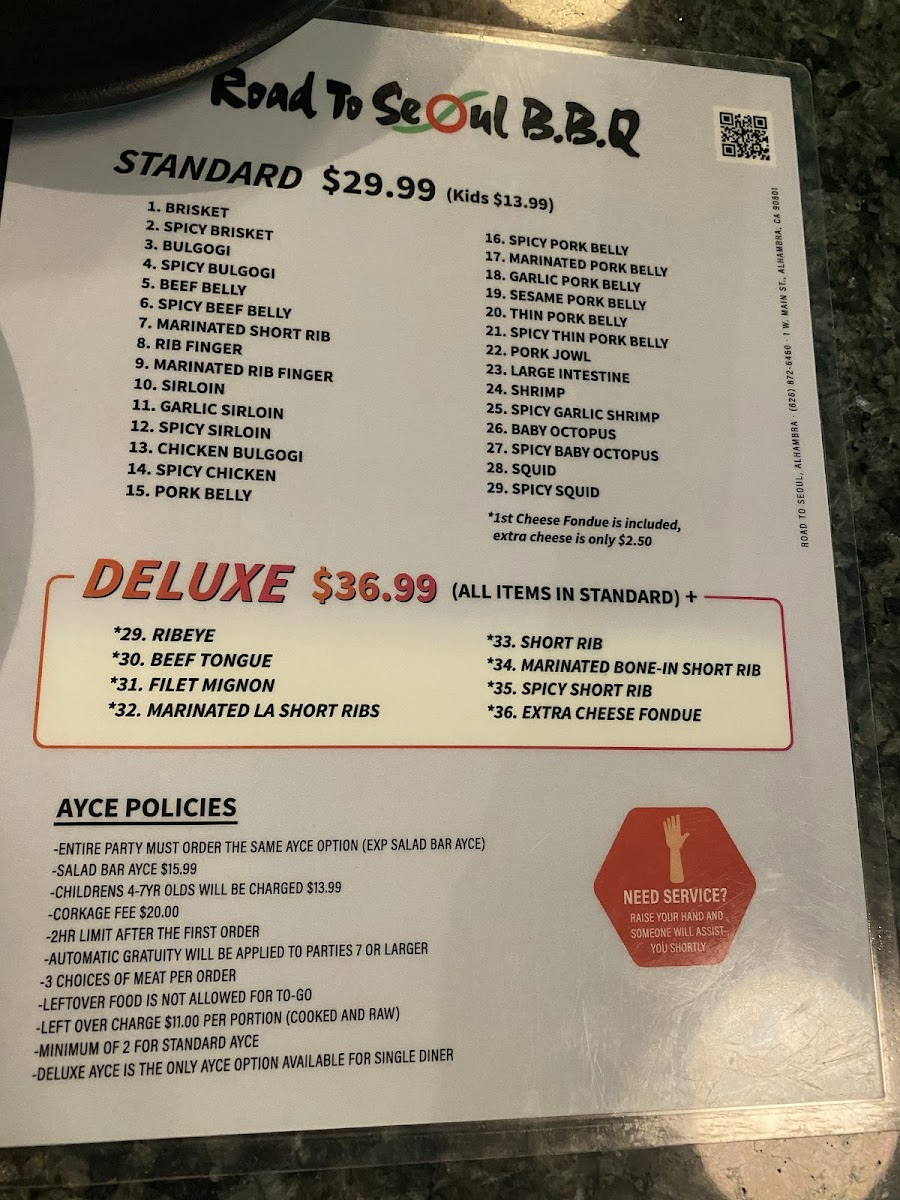 Road To Seoul B.B.Q
STANDARD $29.99 (Kids $13.99)
1. BRISKET
2. SPICY BRISKET
3. BULGOGI
4. SPICY BULGOGI
5. BEEF BELLY
6. SPICY BEEF BELLY
7. MARINATED SHORT RIB
8. RIB FINGER
9. MARINATED RIB FINGER
10. SIRLOIN
11. GARLIC SIRLOIN
12. SPICY SIRLOIN
13. CHICKEN BULGOGI
14. SPICY CHICKEN
15. PORK BELLY
16. SPICY PORK BELLY
17. MARINATED PORK BELLY
18. GARLIC PORK BELLY
19. SESAME PORK BELLY
20. THIN PORK BELLY
21. SPICY THIN PORK BELLY
22. PORK JOWL
23. LARGE INTESTINE
24. SHRIMP
25. SPICY GARLIC SHRIMP
26. BABY OCTOPUS
27. SPICY BABY OCTOPUS
28. SQUID
29. SPICY SQUID
*1st Cheese Fondue is included,
extra cheese is only $2.50
ROAD TO SEOUL, ALHAMBRA · (626) 872-6460 · 1 W. MAIN ST., ALHAMBRA, CA 90801
DELUXE $36.99 (ALL ITEMS IN STANDARD) +
*29. RIBEYE
*30. BEEF TONGUE
*31. FILET MIGNON
*32. MARINATED LA SHORT RIBS
*33. SHORT RIB
*34. MARINATED BONE-IN SHORT RIB
*35. SPICY SHORT RIB
*36. EXTRA CHEESE FONDUE
AYCE POLICIES
-ENTIRE PARTY MUST ORDER THE SAME AYCE OPTION (EXP SALAD BAR AYCE)
-SALAD BAR AYCE $15.99
-CHILDRENS 4-7YR OLDS WILL BE CHARGED $13.99
-CORKAGE FEE $20.00
-2HR LIMIT AFTER THE FIRST ORDER
-AUTOMATIC GRATUITY WILL BE APPLIED TO PARTIES 7 OR LARGER
-3 CHOICES OF MEAT PER ORDER
-LEFTOVER FOOD IS NOT ALLOWED FOR TO-GO
-LEFT OVER CHARGE $11.00 PER PORTION (COOKED AND RAW)
-MINIMUM OF 2 FOR STANDARD AYCE
-DELUXE AYCE IS THE ONLY AYCE OPTION AVAILABLE FOR SINGLE DINER
NEED SERVICE?
RAISE YOUR HAND AND
SOMEONE WILL ASSIST
YOU SHORTLY